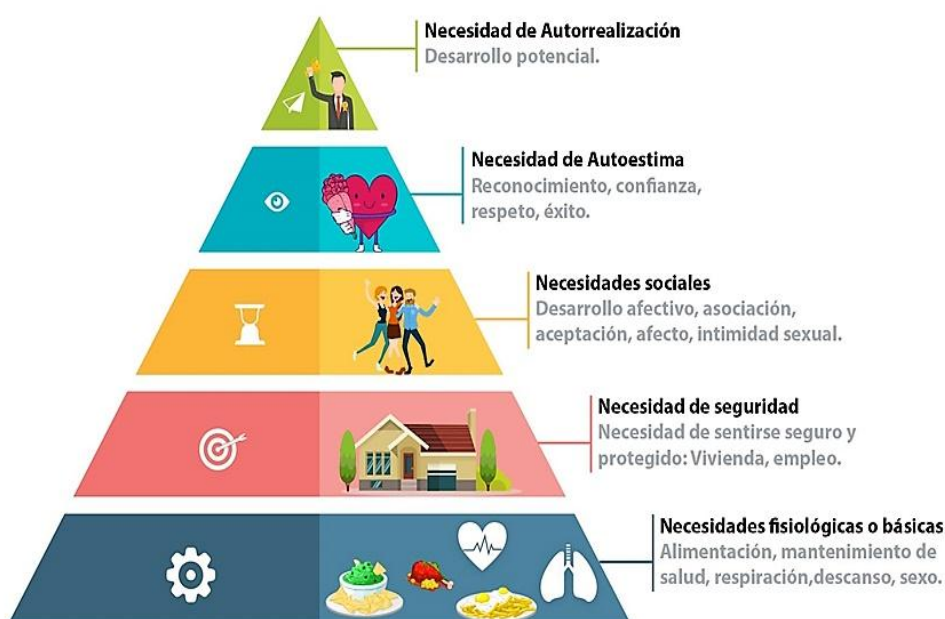 Necesidad de Autorrealización
Desarrollo potencial.
Necesidad de Autoestima
Reconocimiento, confianza,
respeto, éxito.
Necesidades sociales
Desarrollo afectivo, asociación,
aceptación, afecto, intimidad sexual.
Necesidad de seguridad
Necesidad de sentirse seguro y
protegido: Vivienda, empleo.
Necesidades fisiológicas o básicas
Alimentación, mantenimiento de
salud, respiración,descanso, sexo.